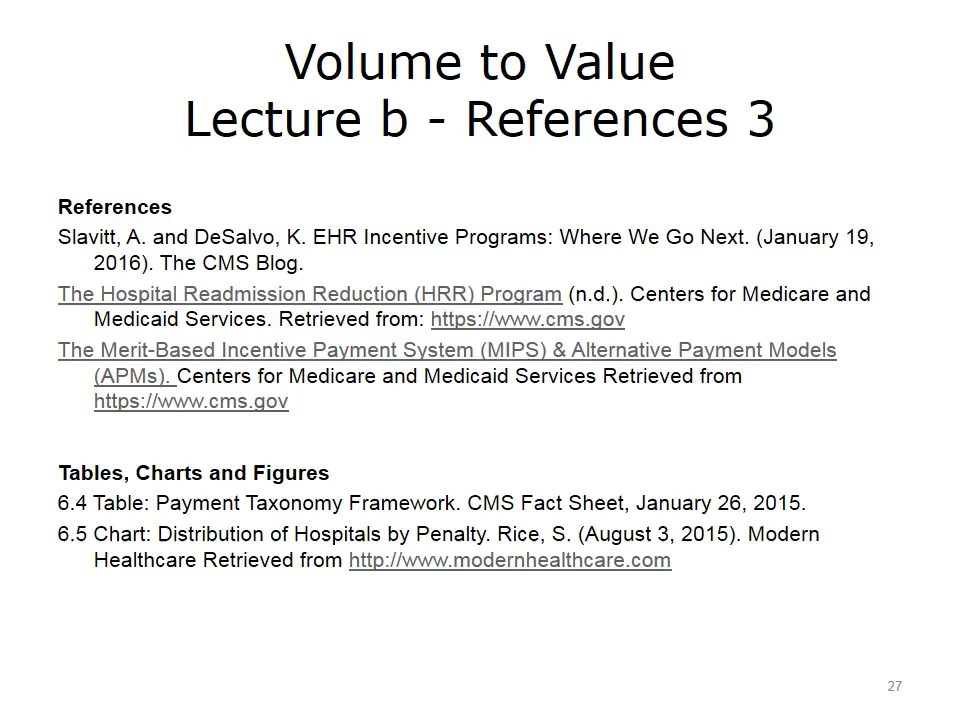 Volume to Value
Lecture b - References 3
References
Slavitt, A. and DeSalvo, K. EHR Incentive Programs: Where We Go Next. (January 19,
2016). The CMS Blog.
The Hospital Readmission Reduction (HRR) Program (n.d.). Centers for Medicare and
Medicaid Services. Retrieved from: https://www.cms.gov
The Merit-Based Incentive Payment System (MIPS) & Alternative Payment Models
(APMs). Centers for Medicare and Medicaid Services Retrieved from
https://www.cms.gov
Tables, Charts and Figures
6.4 Table: Payment Taxonomy Framework. CMS Fact Sheet, January 26, 2015.
6.5 Chart: Distribution of Hospitals by Penalty. Rice, S. (August 3, 2015). Modern
Healthcare Retrieved from http://www.modernhealthcare.com
27